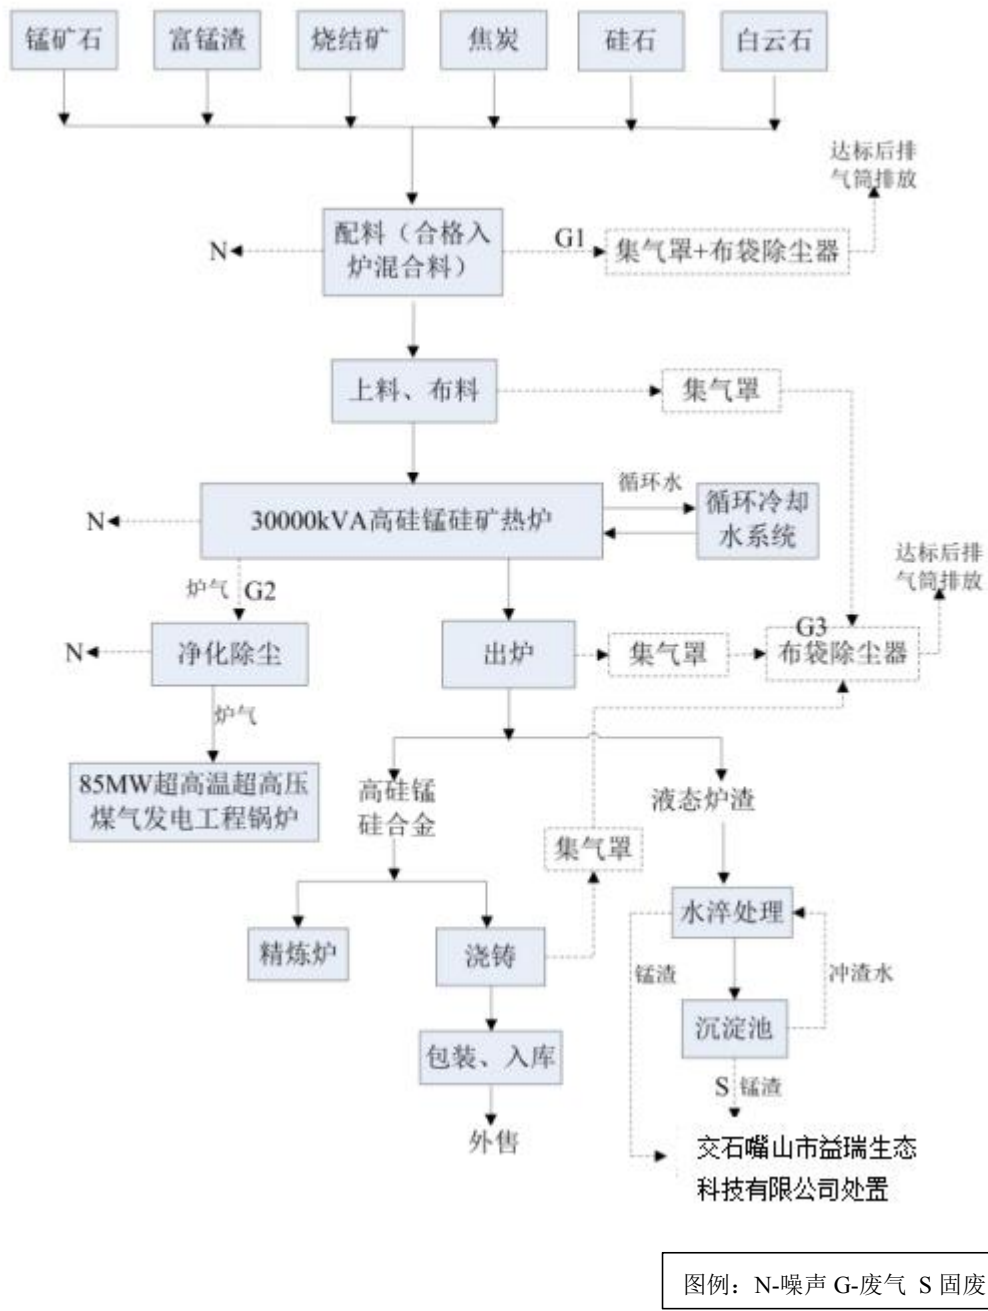 锰矿石
富锰渣
烧结矿
焦炭
硅石
白云石
达标后排
气筒排放
N
配料（合格入
炉混合料）
G1
集气罩+布袋除尘器
上料、布料
集气罩
循环水
N
30000kVA高硅锰硅矿热炉
循环冷却
水系统
达标后排
气筒排放
炉气
G2
N
净化除尘
出炉
集气罩
G3
布袋除尘器
炉气
85MW超高温超高压
煤气发电工程锅炉
高硅锰
硅合金
液态炉渣
集气罩
精炼炉
浇铸
水淬处理
锰渣
冲渣水
沉淀池
包装、入库
S
锰渣
外售
交石嘴山市益瑞生态
科技有限公司处置
图例：N-噪声 G-废气 S 固废